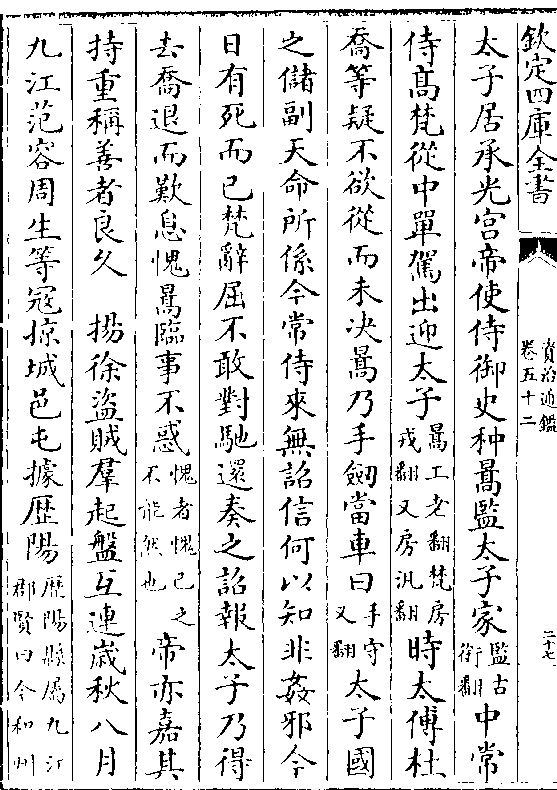 欽定四庫全書
資治通鑑
卷五十二
二十七
太子居承光宫帝使侍御史种暠監太子家監古銜翻中常
侍髙梵從中單駕出迎太子暠工老翻梵房戎翻又房汎翻時太傅杜
喬等疑不欲從而未決暠乃手劒當車曰手守又翻太子國
之儲副天命所係今常侍來無詔信何以知非姦邪今
日有死而已梵辭屈不敢對馳還奏之詔報太子乃得
去喬退而歎息愧暠臨事不惑愧者愧己之不能然也帝亦嘉其
持重稱善者良久　揚徐盜賊羣起盤互連歲秋八月
九江范容周生等寇掠城邑屯據歴陽歴陽縣屬九江郡賢曰今和州